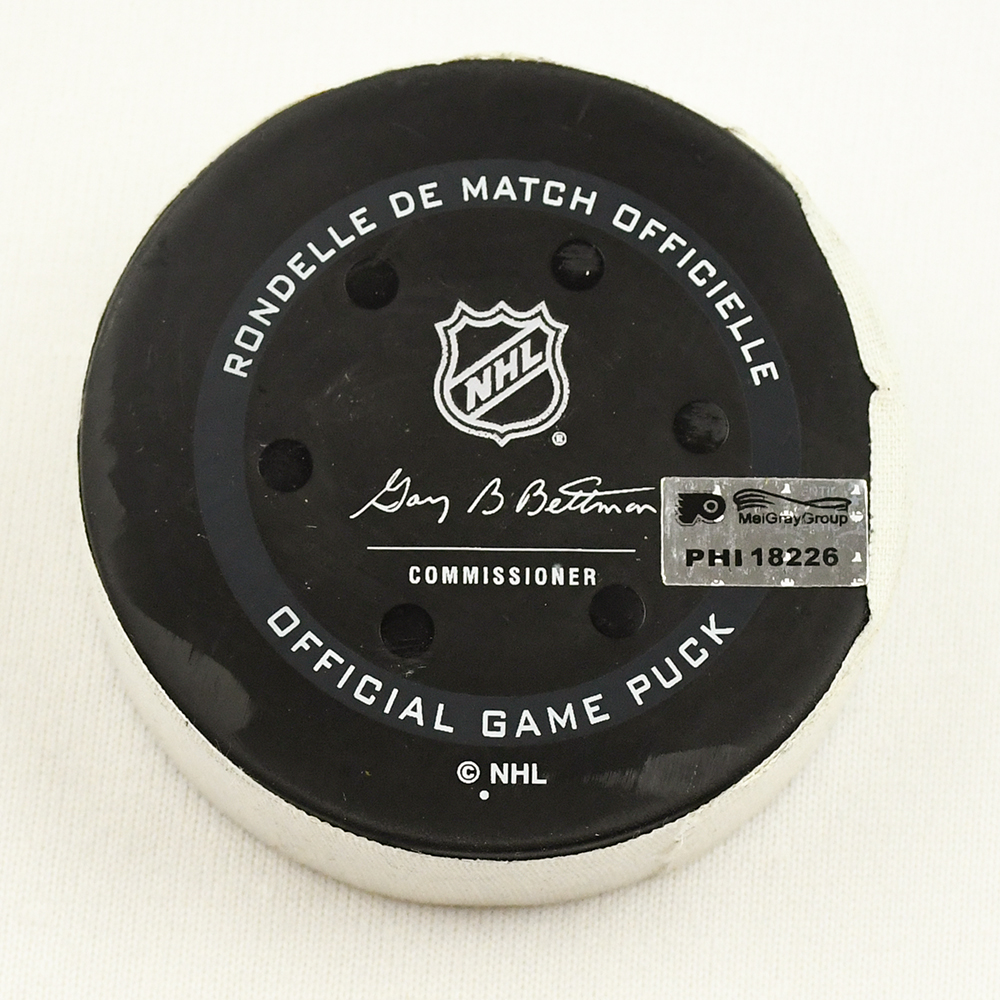 RONDELLE DE MATCH OFFICIELLE
NHL
®
Gary B Bettman
MeiGrayGroup
PHI 18226
COMMISSIONER
OFFICIAL GAME PUCK
© NHL